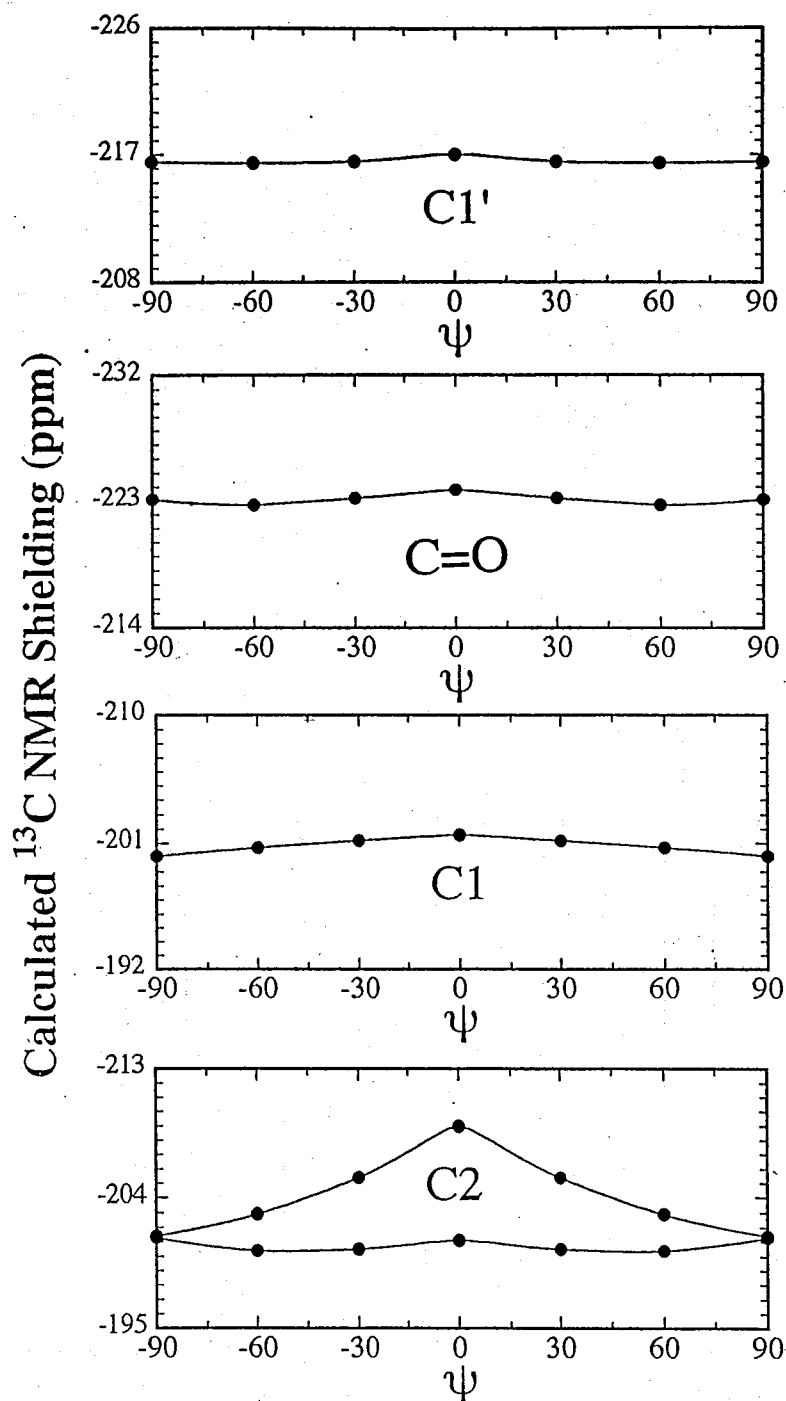 Calculated ¹³C NMR Shielding (ppm)
-226
-217
-208
-90 -60 -30 0 30 60 90
C1'
ψ
-232
-223
-214
-90 -60 -30 0 30 60 90
C=O
ψ
-210
-201
-192
-90 -60 -30 0 30 60 90
C1
ψ
-213
-204
-195
-90 -60 -30 0 30 60 90
C2
ψ